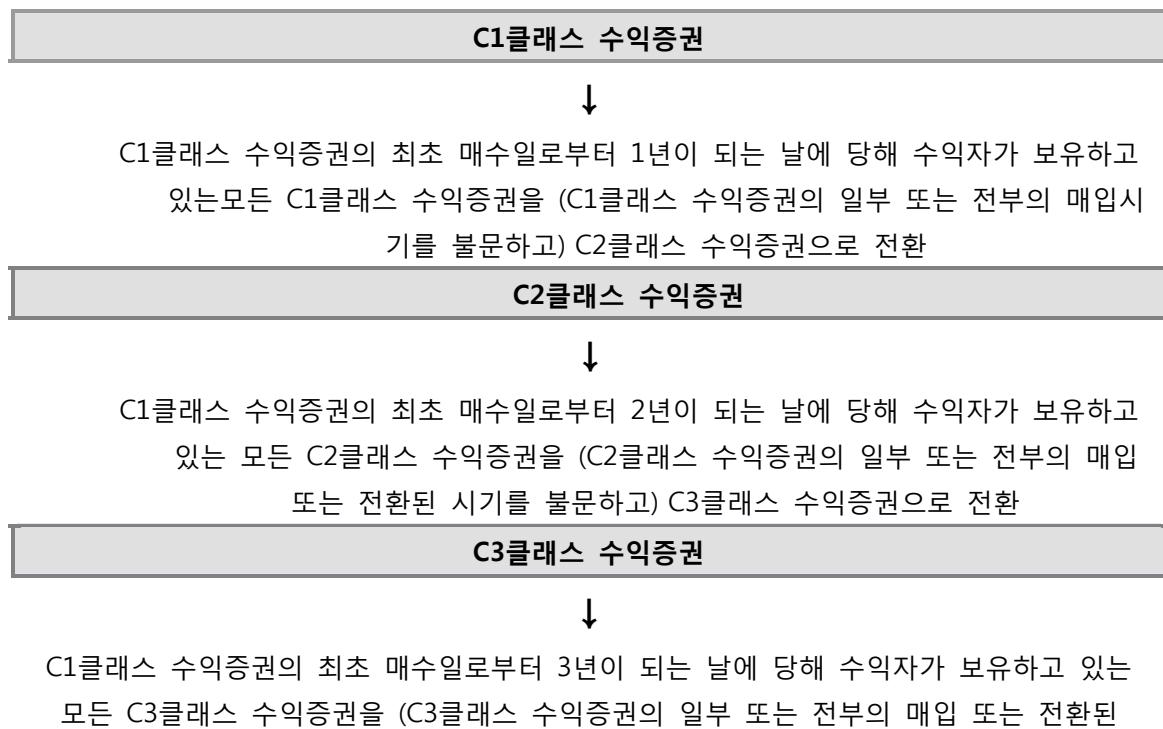 C1클래스 수익증권
↓
C1클래스 수익증권의 최초 매수일로부터 1년이 되는 날에 당해 수익자가 보유하고
있는모든 C1클래스 수익증권을 (C1클래스 수익증권의 일부 또는 전부의 매입시
기를 불문하고) C2클래스 수익증권으로 전환
C2클래스 수익증권
↓
C1클래스 수익증권의 최초 매수일로부터 2년이 되는 날에 당해 수익자가 보유하고
있는 모든 C2클래스 수익증권을 (C2클래스 수익증권의 일부 또는 전부의 매입
또는 전환된 시기를 불문하고) C3클래스 수익증권으로 전환
C3클래스 수익증권
↓
C1클래스 수익증권의 최초 매수일로부터 3년이 되는 날에 당해 수익자가 보유하고 있는
모든 C3클래스 수익증권을 (C3클래스 수익증권의 일부 또는 전부의 매입 또는 전환된